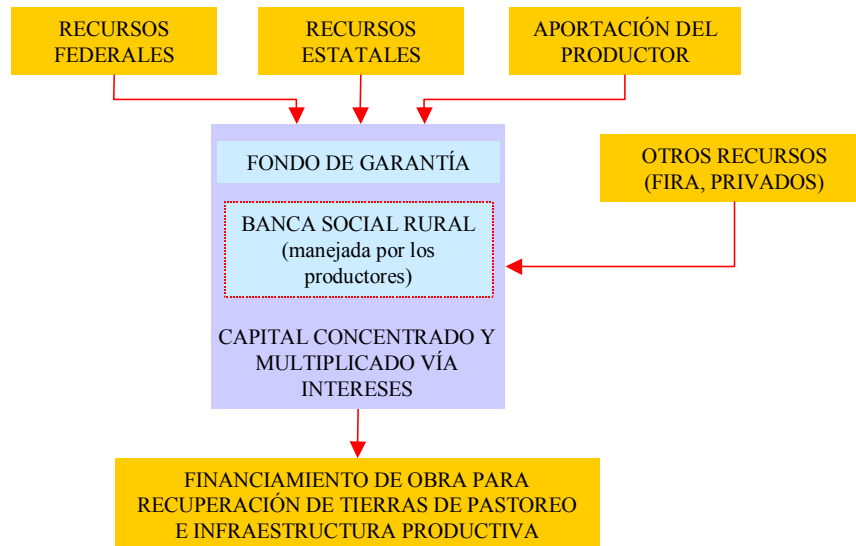 RECURSOS
FEDERALES
RECURSOS
ESTATALES
APORTACIÓN DEL
PRODUCTOR
FONDO DE GARANTÍA
OTROS RECURSOS
(FIRA, PRIVADOS)
BANCA SOCIAL RURAL
(manejada por los
productores)
CAPITAL CONCENTRADO Y
MULTIPLICADO VÍA
INTERESES
FINANCIAMIENTO DE OBRA PARA
RECUPERACIÓN DE TIERRAS DE PASTOREO
E INFRAESTRUCTURA PRODUCTIVA